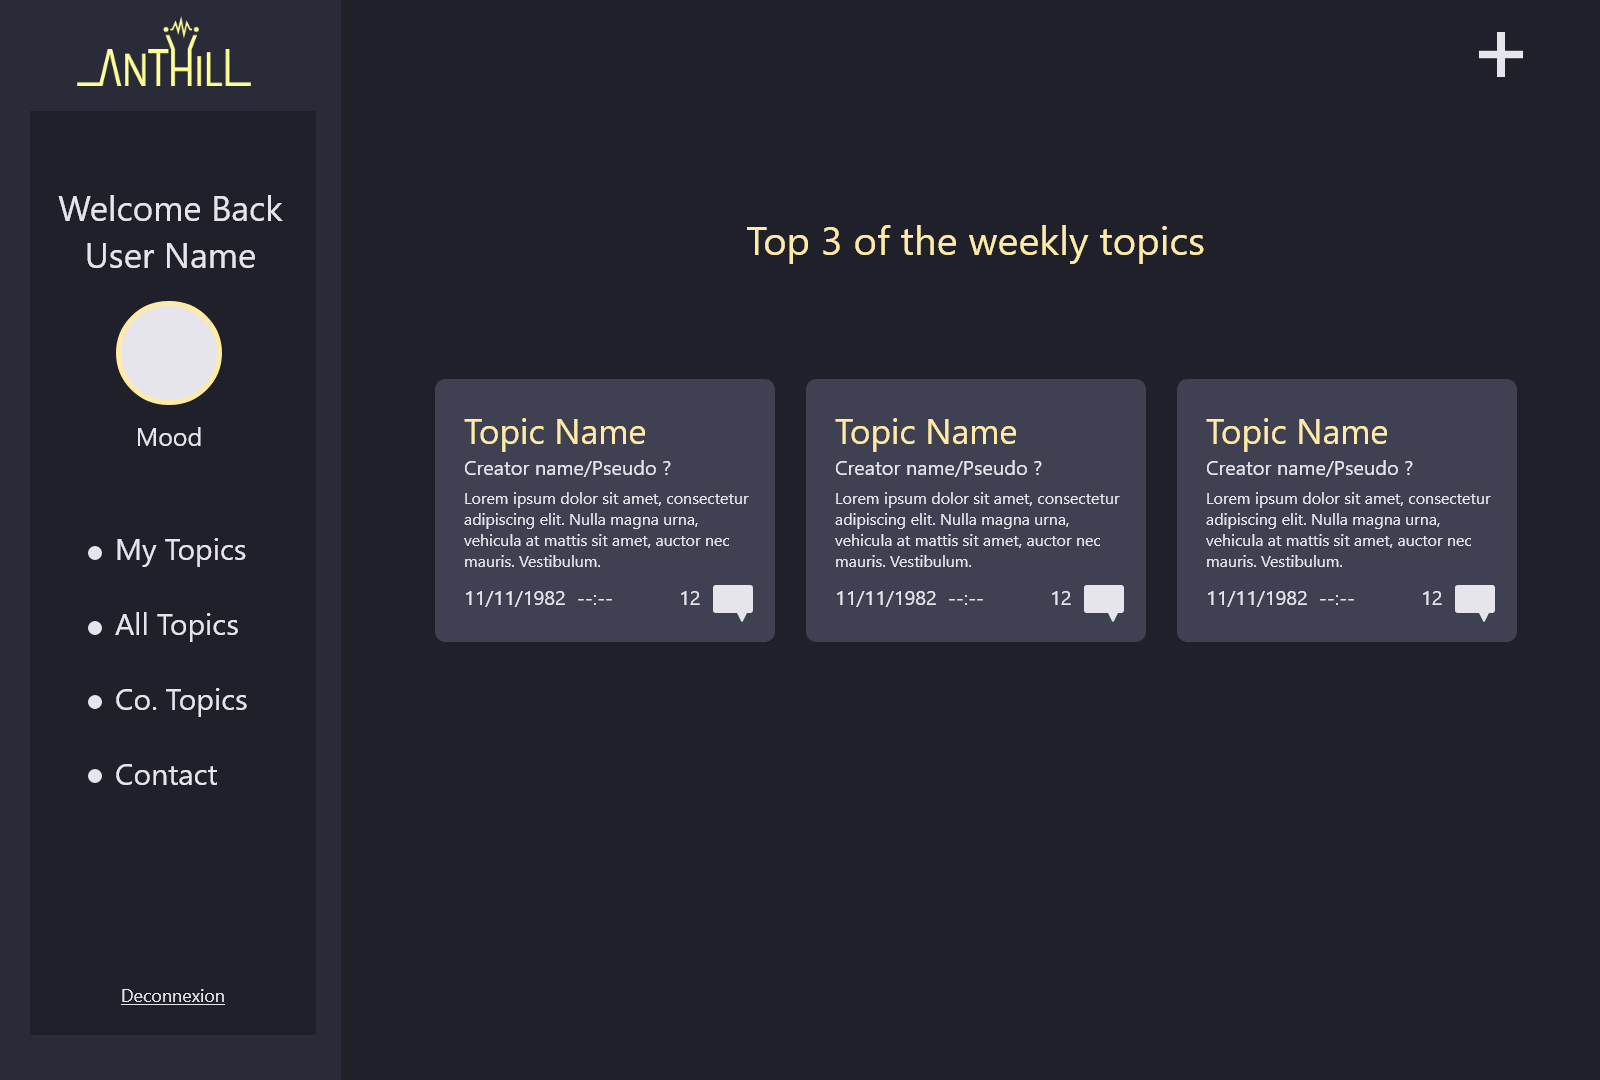 ANTHILL
Welcome Back
User Name
Mood
My Topics
All Topics
Co. Topics
Contact
Deconnexion
Top 3 of the weekly topics
Topic Name
Creator name/Pseudo ?
Lorem ipsum dolor sit amet, consectetur
adipiscing elit. Nulla magna urna,
vehicula at mattis sit amet, auctor nec
mauris. Vestibulum.
11/11/1982 --:-- 12
Topic Name
Creator name/Pseudo ?
Lorem ipsum dolor sit amet, consectetur
adipiscing elit. Nulla magna urna,
vehicula at mattis sit amet, auctor nec
mauris. Vestibulum.
11/11/1982 --:-- 12
Topic Name
Creator name/Pseudo ?
Lorem ipsum dolor sit amet, consectetur
adipiscing elit. Nulla magna urna,
vehicula at mattis sit amet, auctor nec
mauris. Vestibulum.
11/11/1982 --:-- 12